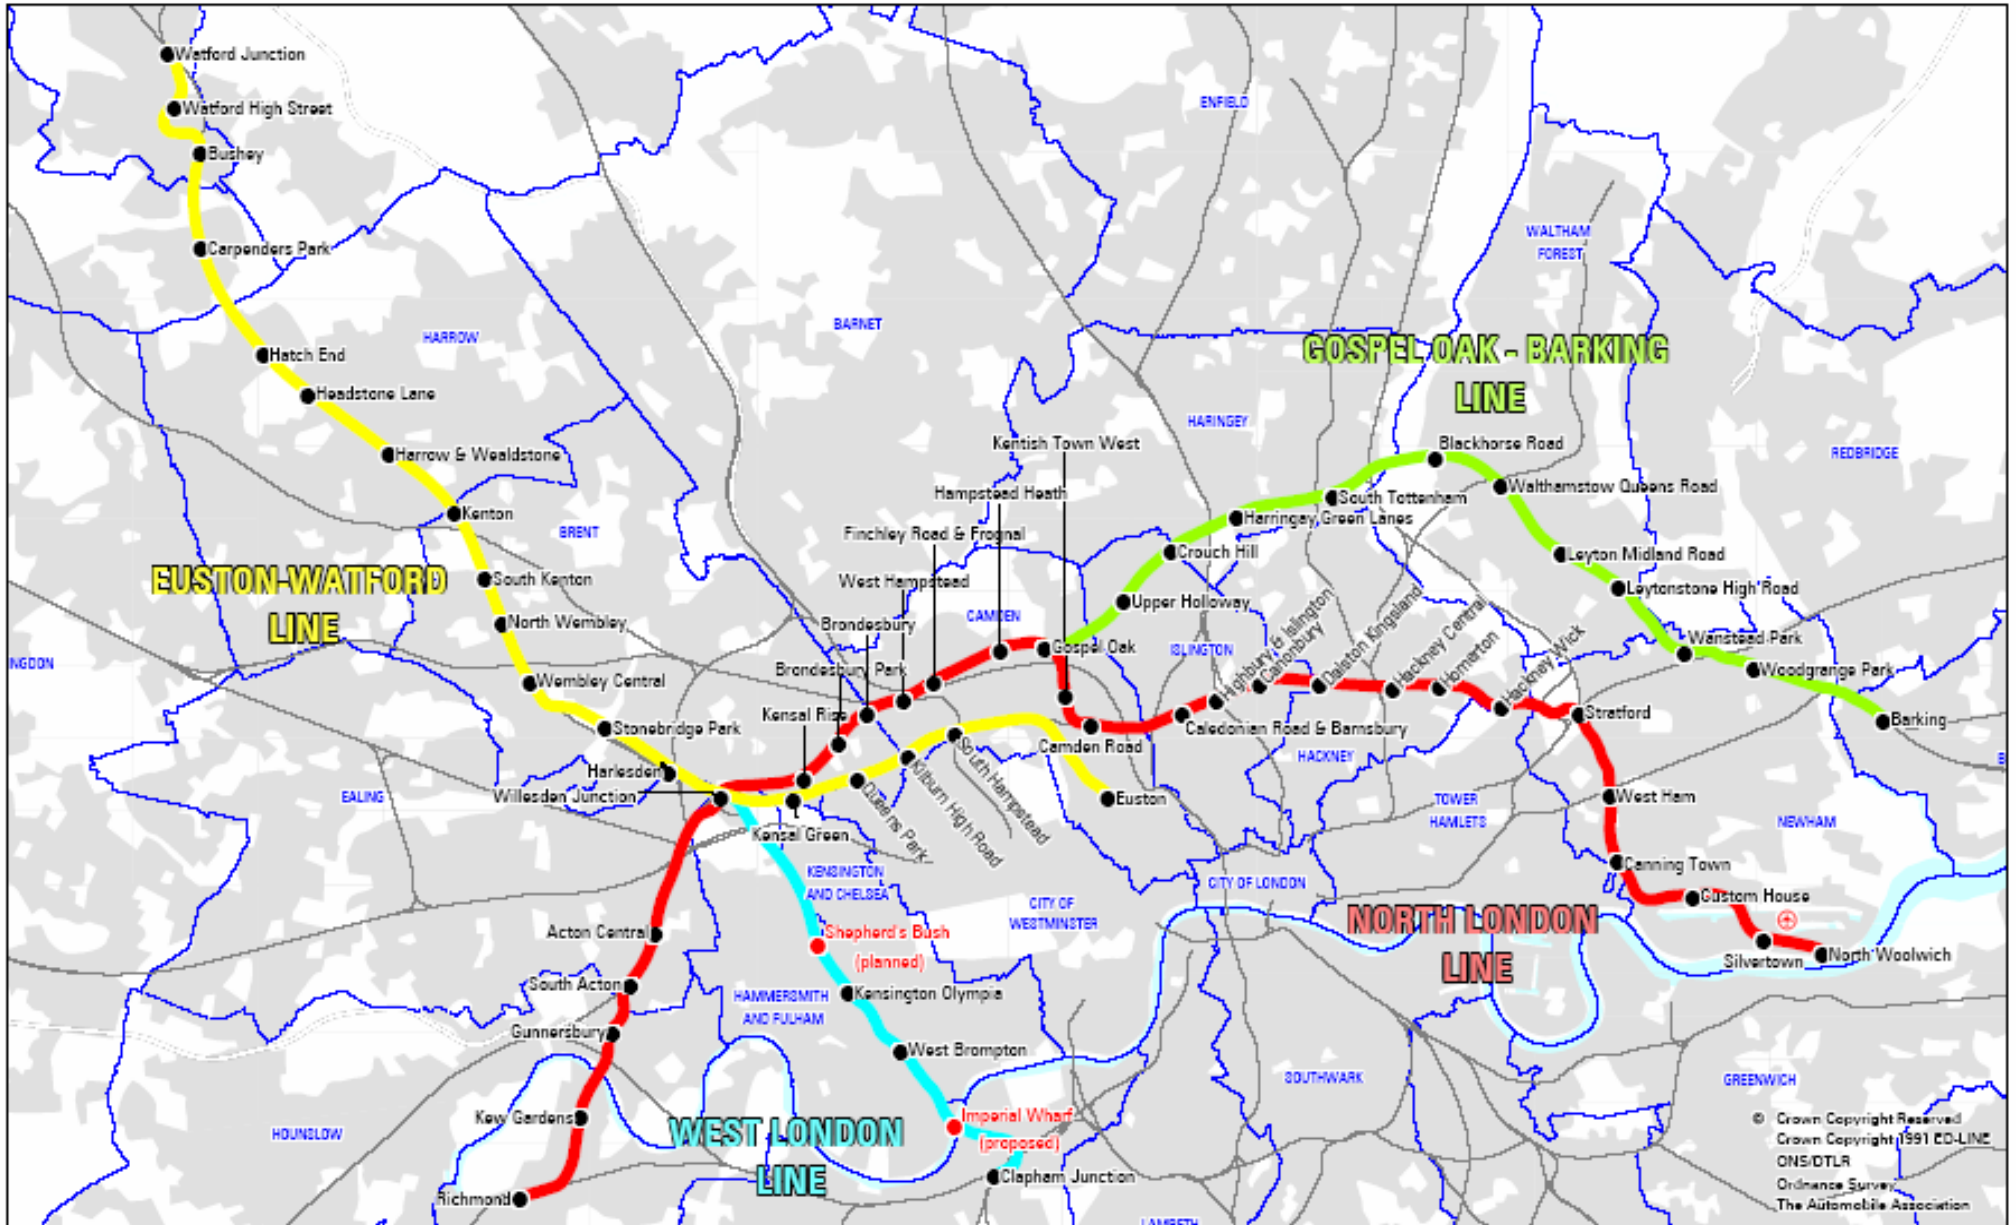 Watford Junction
Watford High Street
Bushey
Carpenders Park
Hatch End
Headstone Lane
Harrow & Wealdstone
Kenton
South Kenton
North Wembley
Wembley Central
Stonebridge Park
Harlesden
Willesden Junction
Kensal Green
Queens Park
Kilburn High Road
South Hampstead
Euston
EUSTON-WATFORD
LINE
HARROW
BRENT
BARNET
ENFIELD
WALTHAM
FOREST
HARINGEY
REDBRIDGE
GOSPEL OAK - BARKING
LINE
Kentish Town West
Hampstead Heath
Finchley Road & Frognal
West Hampstead
Brondesbury
Brondesbury Park
Kensal Rise
CAMDEN
Gospel Oak
Upper Holloway
Crouch Hill
Harringay Green Lanes
South Tottenham
Blackhorse Road
Walthamstow Queens Road
Leyton Midland Road
Leytonstone High Road
Wanstead Park
Woodgrange Park
Barking
ISLINGTON
Camden Road
Caledonian Road & Barnsbury
Highbury & Islington
Canonbury
Dalston Kingsland
Hackney Central
Homerton
Hackney Wick
Stratford
West Ham
Canning Town
Custom House
Silvertown
North Woolwich
HACKNEY
TOWER
HAMLETS
NEWHAM
NGDON
EALING
KENSINGTON
AND CHELSEA
CITY OF
WESTMINSTER
CITY OF LONDON
NORTH LONDON
LINE
Acton Central
South Acton
Gunnersbury
Kew Gardens
Richmond
HOUNSLOW
HAMMERSMITH
AND FULHAM
Shepherd's Bush
(planned)
Kensington Olympia
West Brompton
Imperial Wharf
(proposed)
Clapham Junction
WEST LONDON
LINE
SOUTHWARK
GREENWICH
LAMBETH
© Crown Copyright Reserved
Crown Copyright 1991 ED-LINE
ONS/DTLR
Ordnance Survey
The Automobile Association